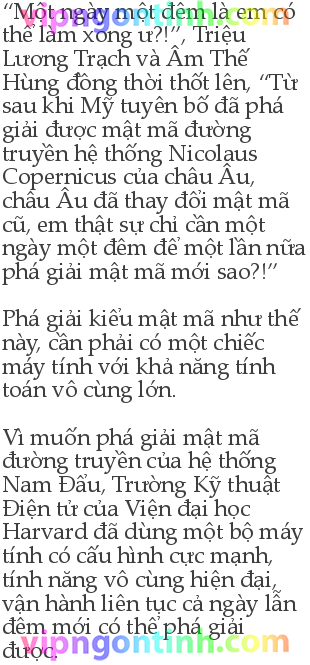 “Một ngày một đêm là em có
thể làm xong ư?!”, Triệu
Lương Trạch và Âm Thế
Hùng đồng thời thốt lên, “Từ
sau khi Mỹ tuyên bố đã phá
giải được mật mã đường
truyền hệ thống Nicolaus
Copernicus của châu Âu,
châu Âu đã thay đổi mật mã
cũ, em thật sự chỉ cần một
ngày một đêm để một lần nữa
phá giải mật mã mới sao?!”
Phá giải kiểu mật mã như thế
này, cần phải có một chiếc
máy tính với khả năng tính
toán vô cùng lớn.
Vì muốn phá giải mật mã
đường truyền của hệ thống
Nam Đẩu, Trường Kỹ thuật
Điện tử của Viện đại học
Harvard đã dùng một bộ máy
tính có cấu hình cực mạnh,
tính năng vô cùng hiện đại,
vận hành liên tục cả ngày lẫn
đêm mới có thể phá giải
được.
vipngontinh.com
vipngontinh.com